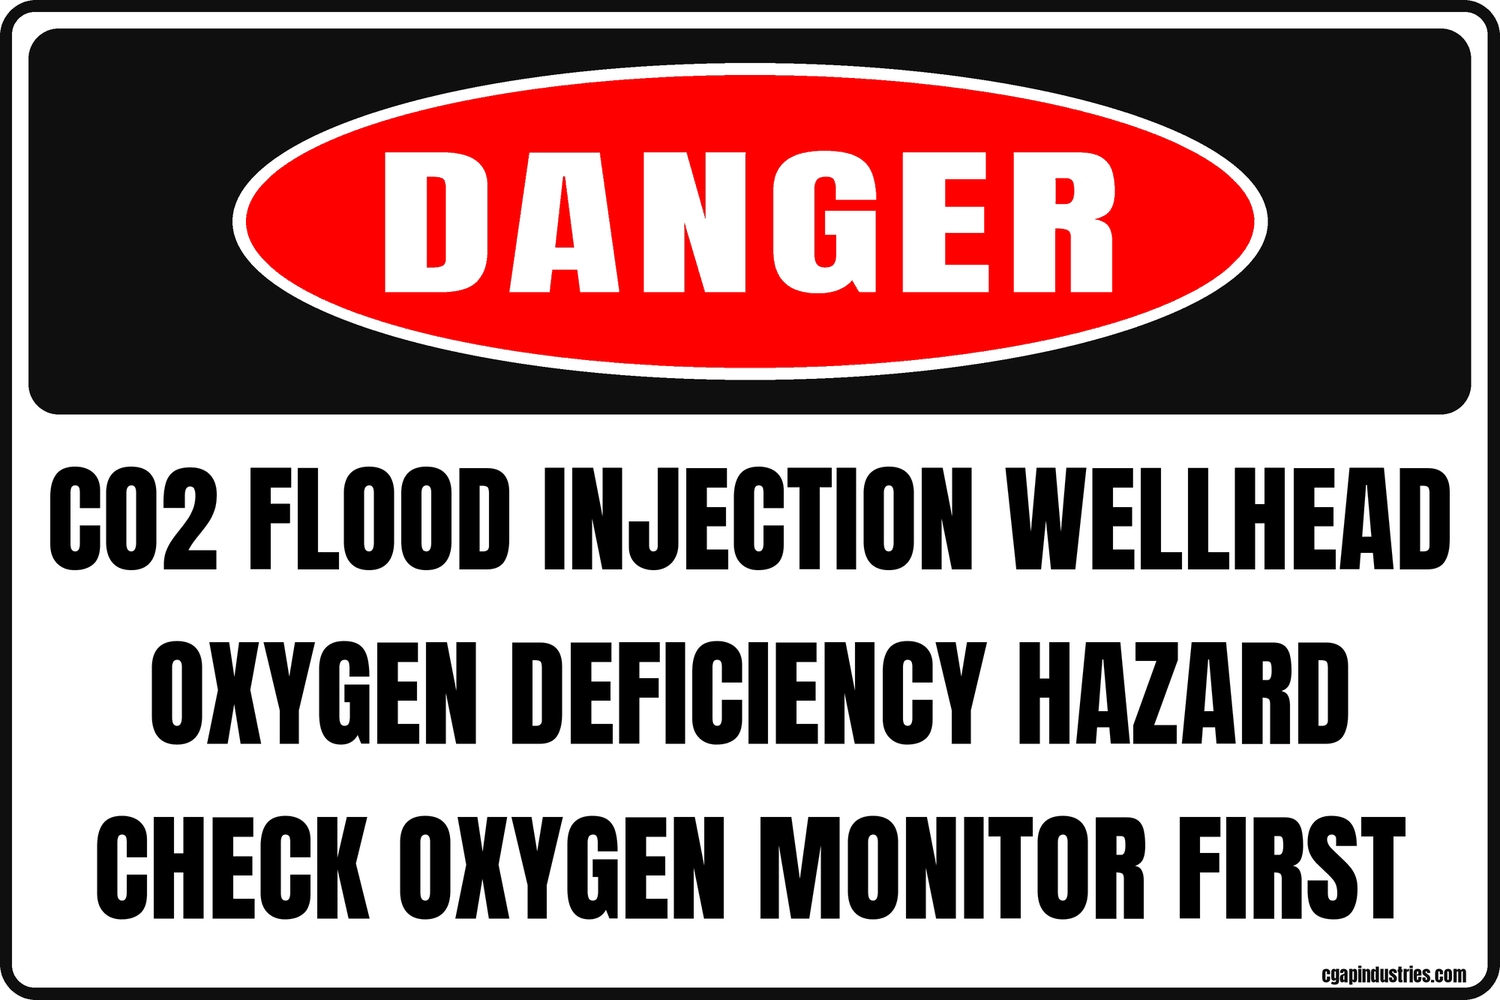 DANGER
CO2 FLOOD INJECTION WELLHEAD
OXYGEN DEFICIENCY HAZARD
CHECK OXYGEN MONITOR FIRST
cgapindustries.com